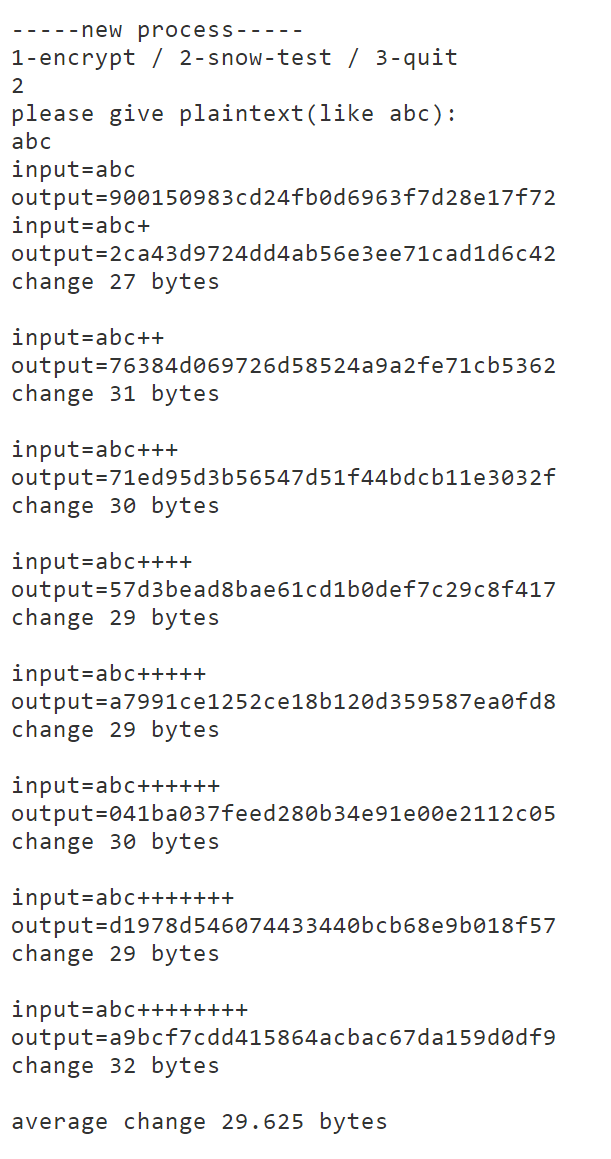 -----new process-----
1-encrypt / 2-snow-test / 3-quit
2
please give plaintext(like abc):
abc
input=abc
output=900150983cd24fb0d6963f7d28e17f72
input=abc+
output=2ca43d9724dd4ab56e3ee71cad1d6c42
change 27 bytes
input=abc++
output=76384d069726d58524a9a2fe71cb5362
change 31 bytes
input=abc+++
output=71ed95d3b56547d51f44bdcb11e3032f
change 30 bytes
input=abc++++
output=57d3bead8bae61cd1b0def7c29c8f417
change 29 bytes
input=abc+++++
output=a7991ce1252ce18b120d359587ea0fd8
change 29 bytes
input=abc++++++
output=041ba037feed280b34e91e00e2112c05
change 30 bytes
input=abc+++++++
output=d1978d546074433440bcb68e9b018f57
change 29 bytes
input=abc++++++++
output=a9bcf7cdd415864acbac67da159d0df9
change 32 bytes
average change 29.625 bytes